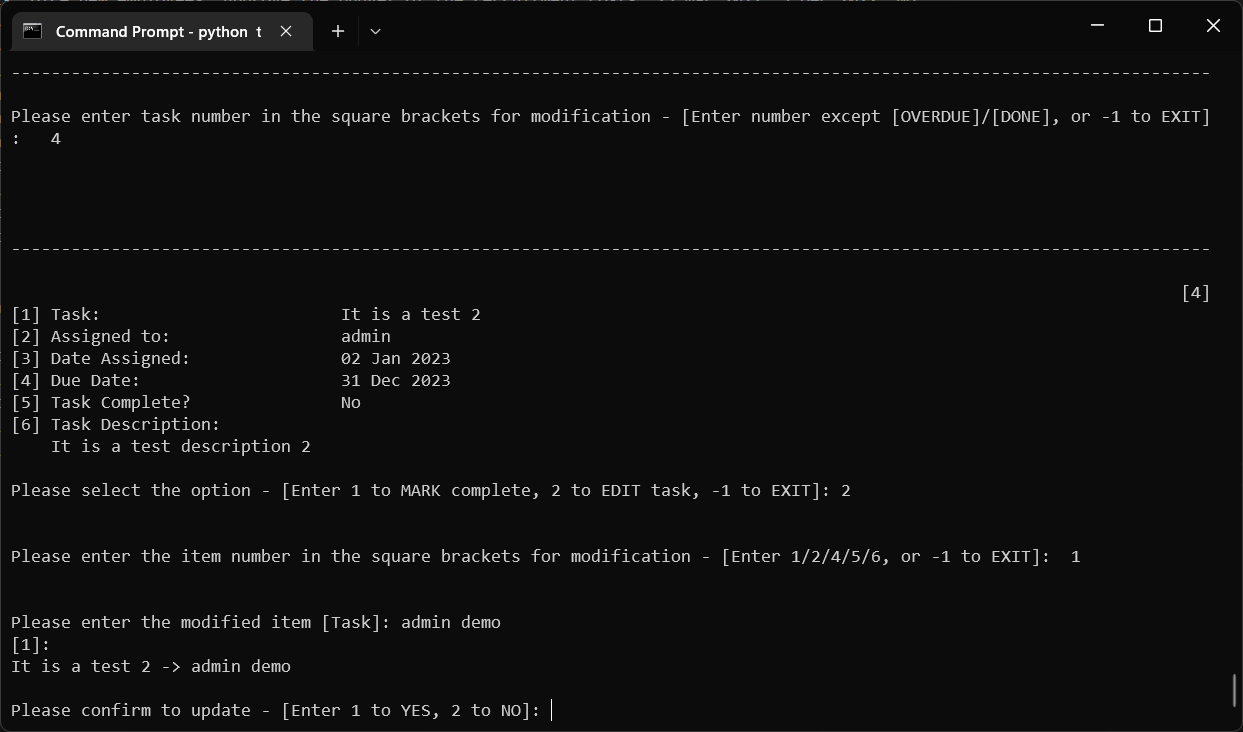 Command Prompt - python t
------------------------------------------------------------------------------------------------------------------------
Please enter task number in the square brackets for modification - [Enter number except [OVERDUE]/[DONE], or -1 to EXIT]
:   4
------------------------------------------------------------------------------------------------------------------------
[4]
[1] Task:                        It is a test 2
[2] Assigned to:                 admin
[3] Date Assigned:               02 Jan 2023
[4] Due Date:                    31 Dec 2023
[5] Task Complete?               No
[6] Task Description:
    It is a test description 2
Please select the option - [Enter 1 to MARK complete, 2 to EDIT task, -1 to EXIT]: 2
Please enter the item number in the square brackets for modification - [Enter 1/2/4/5/6, or -1 to EXIT]:  1
Please enter the modified item [Task]: admin demo
[1]:
It is a test 2 -> admin demo
Please confirm to update - [Enter 1 to YES, 2 to NO]: